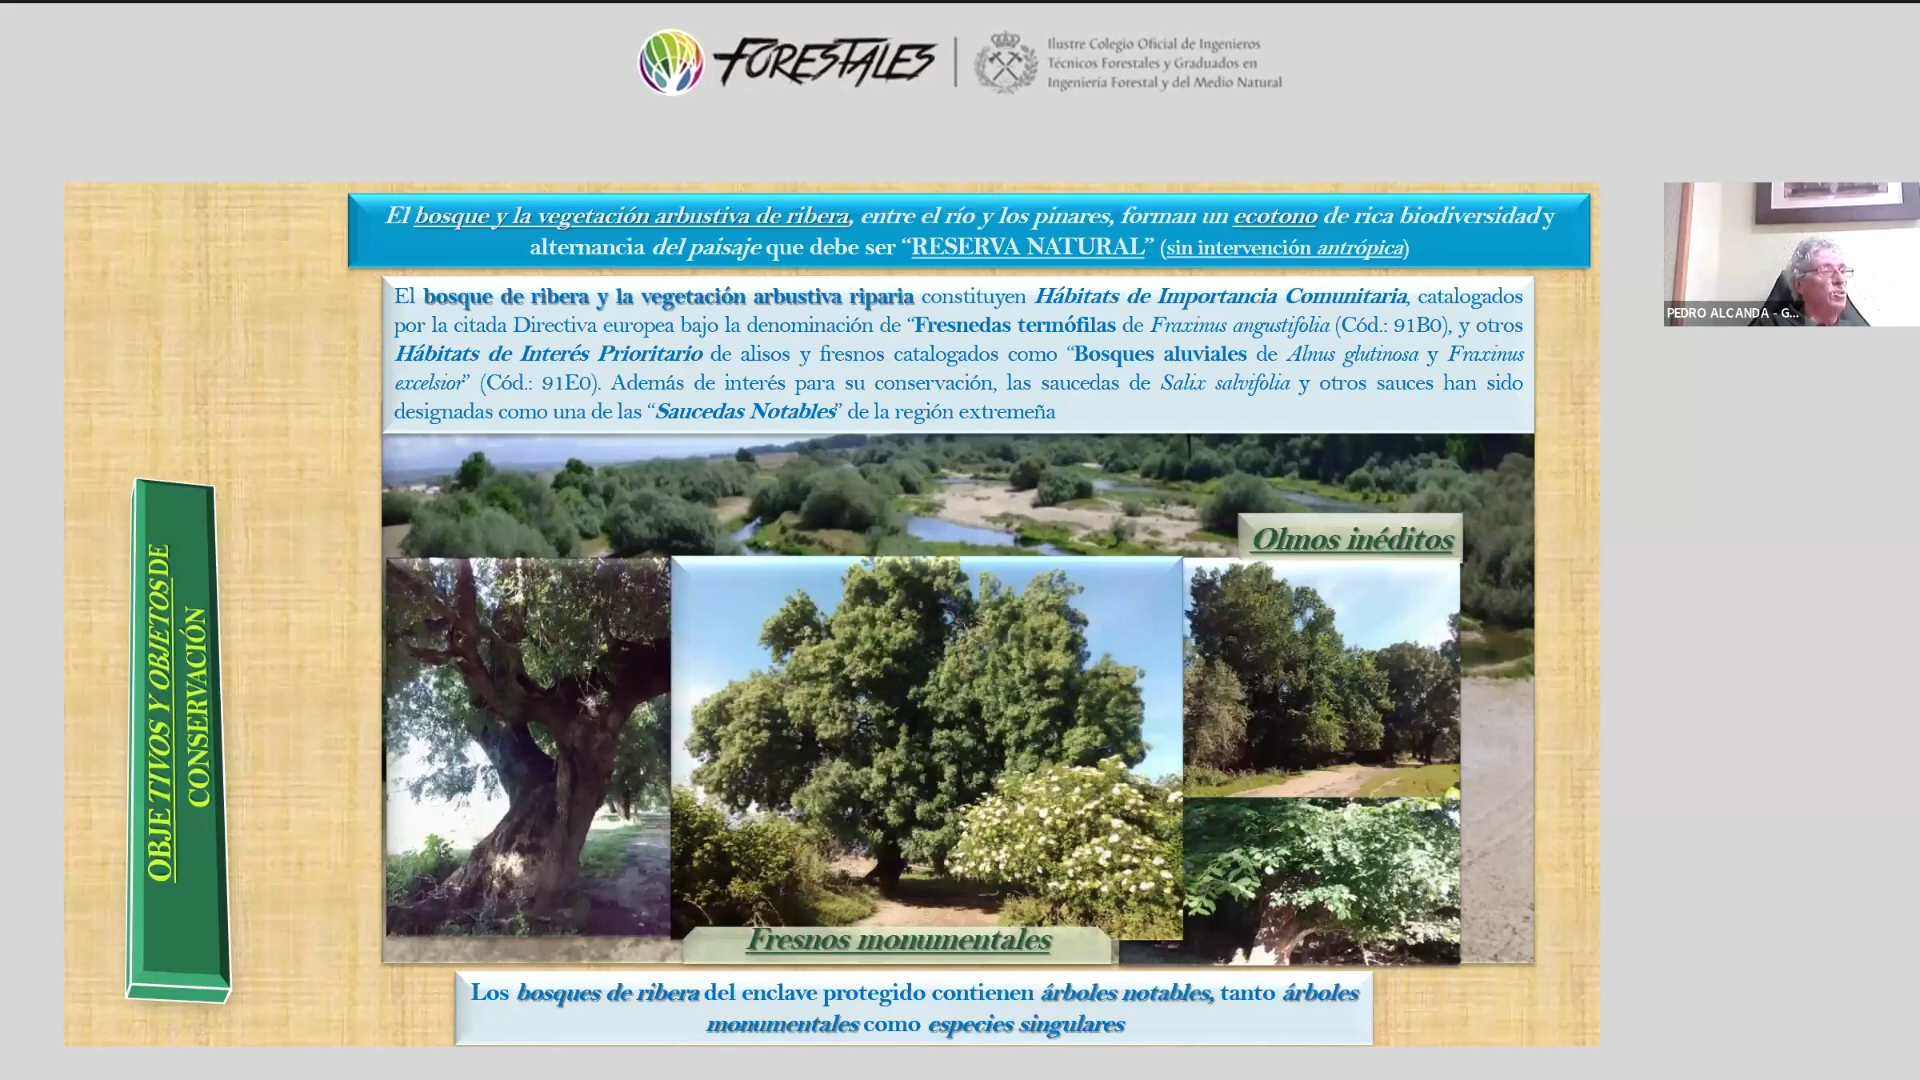 FORESTALES
Ilustre Colegio Oficial de Ingenieros
Técnicos Forestales y Graduados en
Ingeniería Forestal y del Medio Natural
El bosque y la vegetación arbustiva de ribera, entre el río y los pinares, forman un ecotono de rica biodiversidad y
alternancia del paisaje que debe ser “RESERVA NATURAL” (sin intervención antrópica)
El bosque de ribera y la vegetación arbustiva riparia constituyen Hábitats de Importancia Comunitaria, catalogados
por la citada Directiva europea bajo la denominación de “Fresnedas termófilas de Fraxinus angustifolia (Cód.: 91B0), y otros
Hábitats de Interés Prioritario de alisos y fresnos catalogados como “Bosques aluviales de Alnus glutinosa y Fraxinus
excelsior” (Cód.: 91E0). Además de interés para su conservación, las saucedas de Salix salvifolia y otros sauces han sido
designadas como una de las “Saucedas Notables” de la región extremeña
PEDRO ALCANDA - G...
OBJETIVOS Y OBJETOS DE
CONSERVACIÓN
Olmos inéditos
Fresnos monumentales
Los bosques de ribera del enclave protegido contienen árboles notables, tanto árboles
monumentales como especies singulares